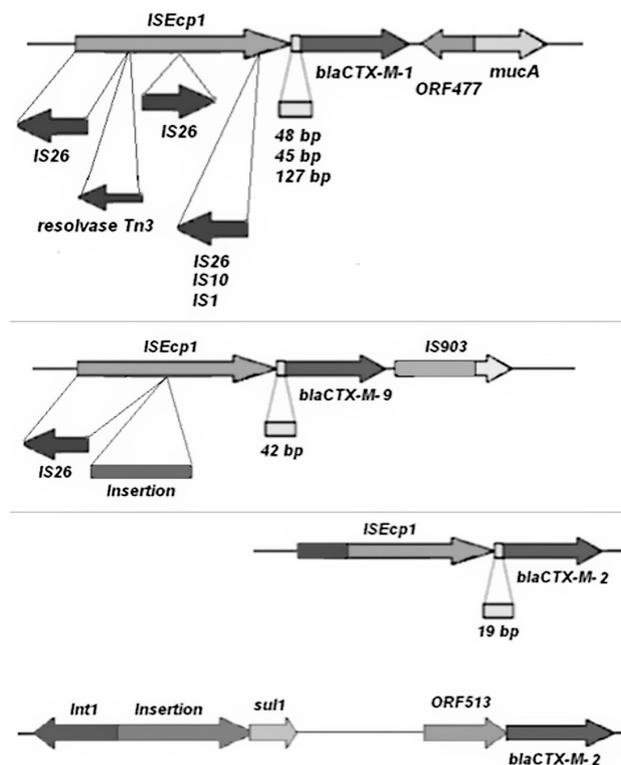 ISEcp1
blaCTX-M-1
ORF477
mucA
IS26
IS26
48 bp
45 bp
127 bp
resolvase Tn3
IS26
IS10
IS1
ISEcp1
IS903
blaCTX-M-9
IS26
42 bp
Insertion
ISEcp1
blaCTX-M-2
19 bp
Int1
Insertion
sul1
ORF513
blaCTX-M-2